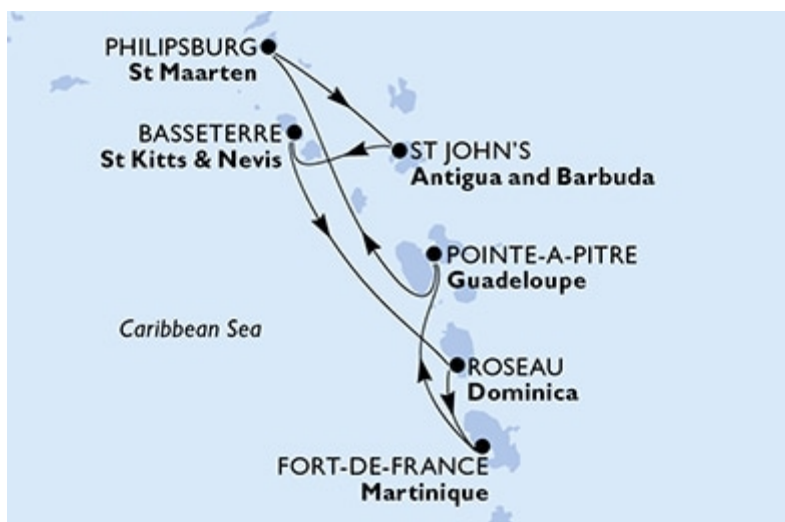 PHILIPSBURG
St Maarten
BASSETERRE
St Kitts & Nevis
ST JOHN'S
Antigua and Barbuda
POINTE-A-PITRE
Guadeloupe
Caribbean Sea
ROSEAU
Dominica
FORT-DE-FRANCE
Martinique